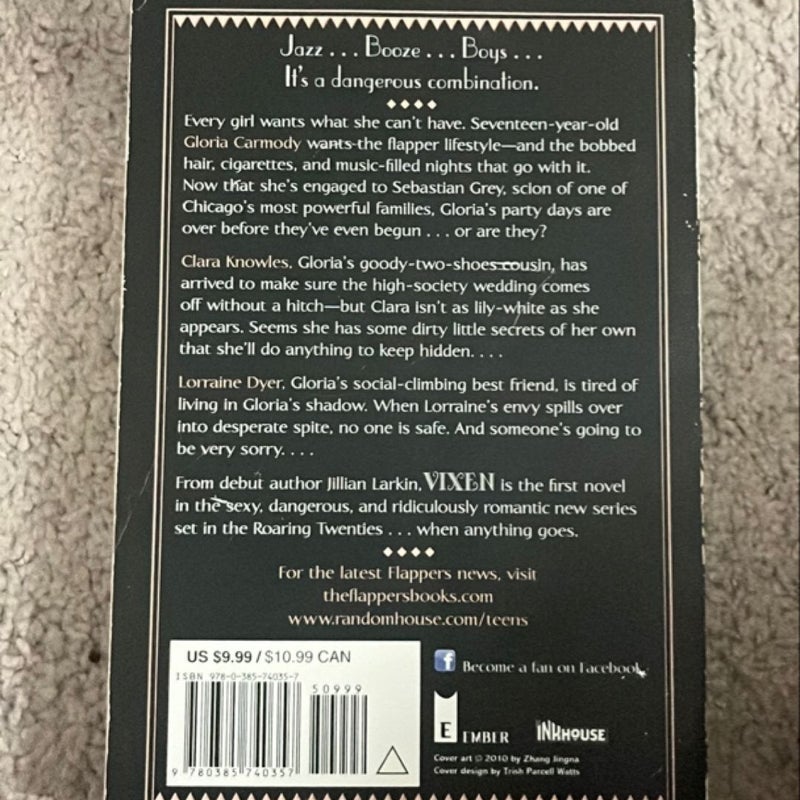 Jazz . . . Booze . . . Boys . . .
It's a dangerous combination.
Every girl wants what she can't have. Seventeen-year-old
Gloria Carmody wants the flapper lifestyle—and the bobbed
hair, cigarettes, and music-filled nights that go with it.
Now that she's engaged to Sebastian Grey, scion of one of
Chicago's most powerful families, Gloria's party days are
over before they've even begun . . . or are they?
Clara Knowles, Gloria's goody-two-shoes cousin, has
arrived to make sure the high-society wedding comes
off without a hitch—but Clara isn't as lily-white as she
appears. Seems she has some dirty little secrets of her own
that she'll do anything to keep hidden. . . .
Lorraine Dyer, Gloria's social-climbing best friend, is tired of
living in Gloria's shadow. When Lorraine's envy spills over
into desperate spite, no one is safe. And someone's going to
be very sorry. . . .
From debut author Jillian Larkin, VIXEN is the first novel
in the sexy, dangerous, and ridiculously romantic new series
set in the Roaring Twenties . . . when anything goes.
For the latest Flappers news, visit
theflappersbooks.com
www.randomhouse.com/teens
US $9.99 / $10.99 CAN
ISBN 978-0-385-74035-7
50999
9 780385 740357
f Become a fan on Facebook.
EMBER INKHOUSE
Cover art © 2010 by Zhang Jingna
Cover design by Trish Parcell Watts